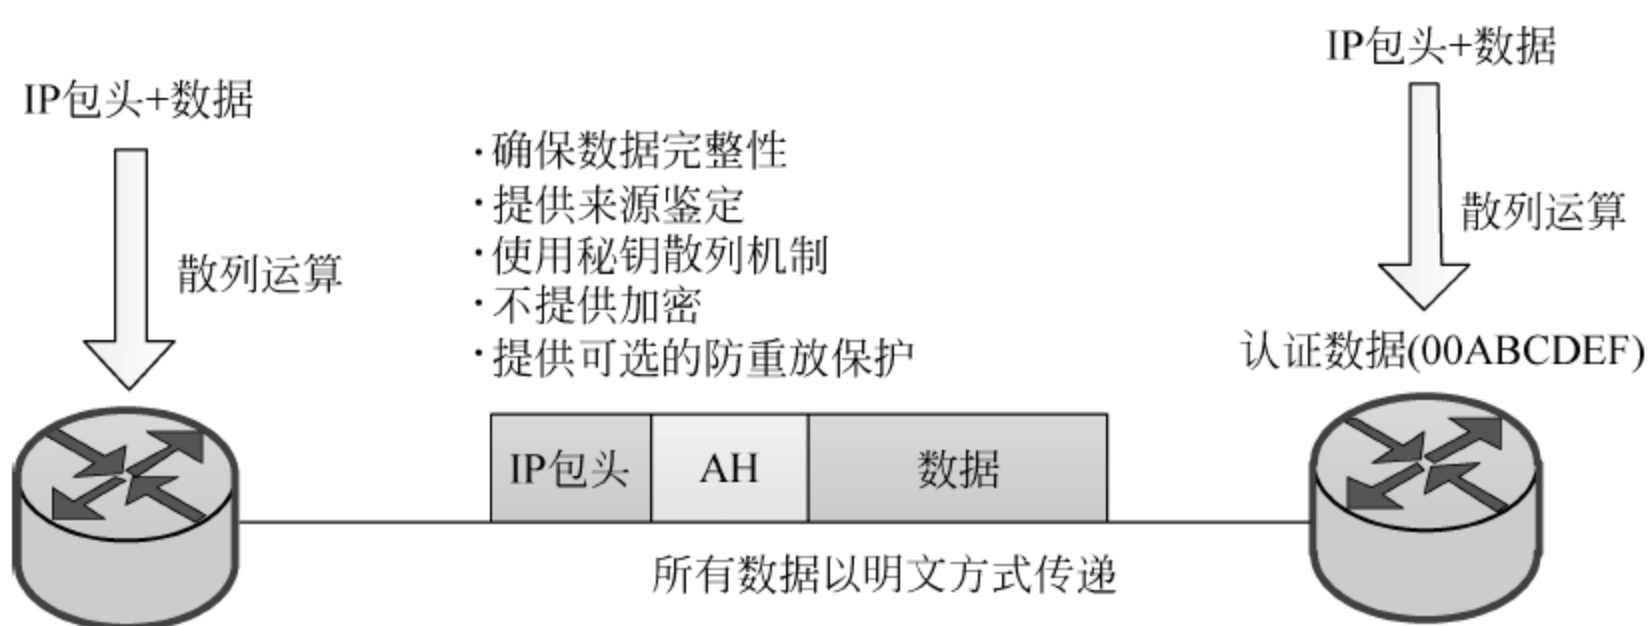 IP包头+数据
散列运算
·确保数据完整性
·提供来源鉴定
·使用秘钥散列机制
·不提供加密
·提供可选的防重放保护
IP包头+数据
散列运算
认证数据(00ABCDEF)
IP包头
AH
数据
所有数据以明文方式传递